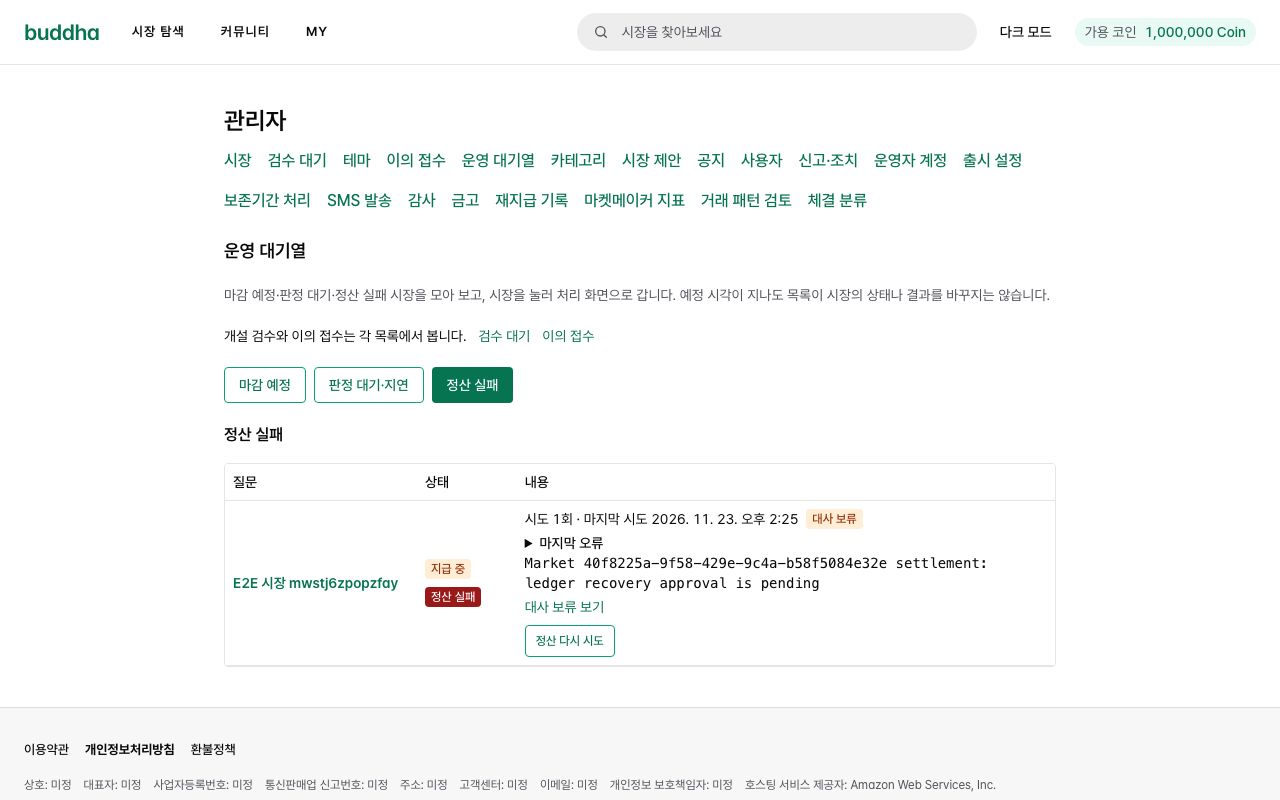 buddha 시장 탐색 커뮤니티 MY 시장을 찾아보세요 다크 모드 가용 코인 1,000,000 Coin
관리자
시장 검수 대기 테마 이의 접수 운영 대기열 카테고리 시장 제안 공지 사용자 신고·조치 운영자 계정 출시 설정
보존기간 처리 SMS 발송 감사 금고 재지급 기록 마켓메이커 지표 거래 패턴 검토 체결 분류
운영 대기열
마감 예정·판정 대기·정산 실패 시장을 모아 보고, 시장을 눌러 처리 화면으로 갑니다. 예정 시각이 지나도 목록이 시장의 상태나 결과를 바꾸지는 않습니다.
개설 검수와 이의 접수는 각 목록에서 봅니다. 검수 대기 이의 접수
마감 예정 판정 대기·지연 정산 실패
정산 실패
질문 상태 내용
E2E 시장 mwstj6zpopzfqy
지급 중
정산 실패
시도 1회 · 마지막 시도 2026. 11. 23. 오후 2:25 대사 보류
▶ 마지막 오류
Market 40f8225a-9f58-429e-9c4a-b58f5084e32e settlement:
ledger recovery approval is pending
대사 보류 보기
정산 다시 시도
이용약관 개인정보처리방침 환불정책
상호: 미정 대표자: 미정 사업자등록번호: 미정 통신판매업 신고번호: 미정 주소: 미정 고객센터: 미정 이메일: 미정 개인정보 보호책임자: 미정 호스팅 서비스 제공자: Amazon Web Services, Inc.